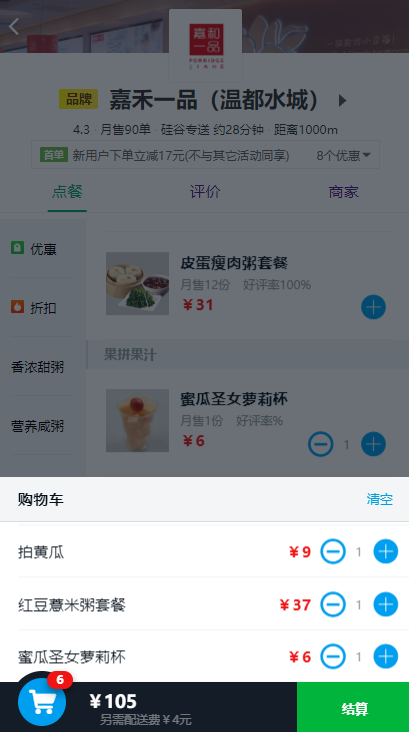 嘉和
一品
品牌 嘉禾一品（温都水城）
4.3 · 月售90单 · 硅谷专送 约28分钟 · 距离1000m
首单 新用户下单立减17元(不与其它活动同享) 8个优惠
点餐 评价 商家
优惠
折扣
香浓甜粥
营养咸粥
皮蛋瘦肉粥套餐
月售12份 好评率100%
￥31
果拼果汁
蜜瓜圣女萝莉杯
月售1份 好评率%
￥6 1
购物车 清空
拍黄瓜 ￥9 1
红豆薏米粥套餐 ￥37 1
蜜瓜圣女萝莉杯 ￥6 1
6
￥105
另需配送费￥4元
结算